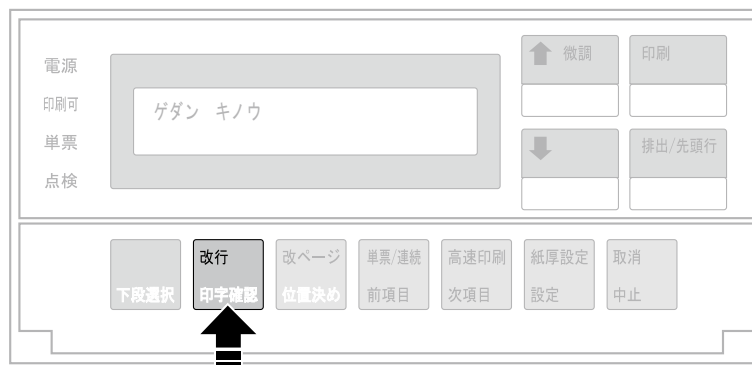 電源
印刷可
単票
点検
ゲダン キノウ
微調
印刷
排出/先頭行
改行
印字確認
下段選択
改ページ
位置決め
単票/連続
前項目
高速印刷
次項目
紙厚設定
設定
取消
中止